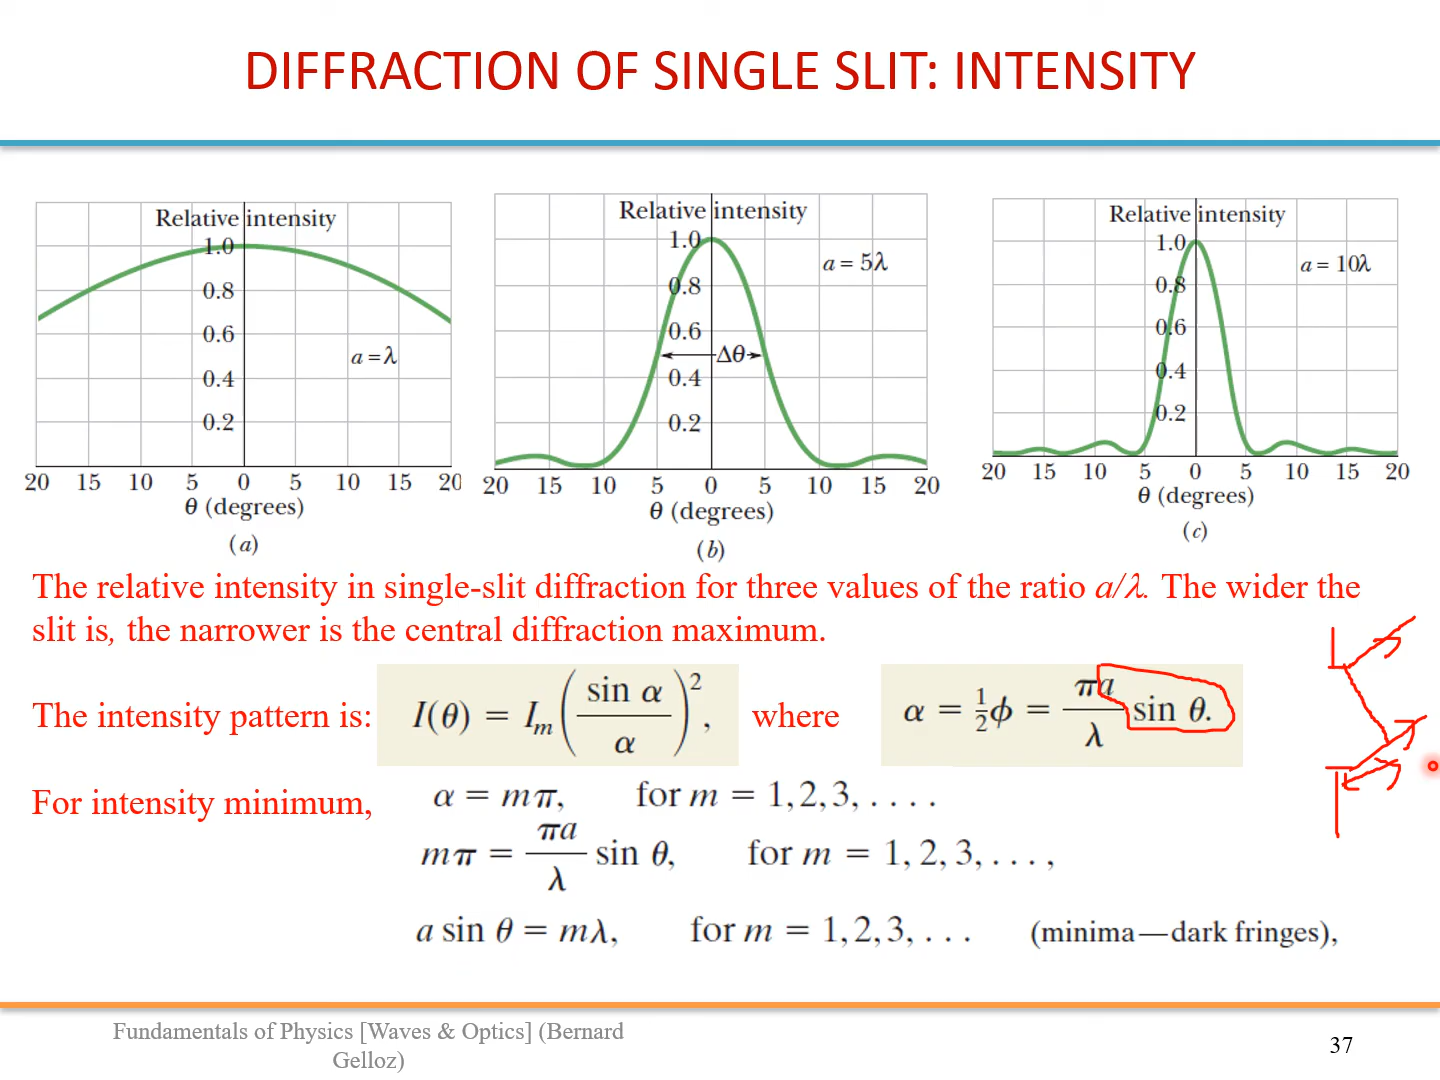 DIFFRACTION OF SINGLE SLIT: INTENSITY
Relative intensity
1.0
0.8
0.6
0.4
0.2
a = λ
20 15 10 5 0 5 10 15 20
θ (degrees)
(a)
Relative intensity
1.0
0.8
0.6
0.4
0.2
a = 5λ
Δθ
20 15 10 5 0 5 10 15 20
θ (degrees)
(b)
Relative intensity
1.0
0.8
0.6
0.4
0.2
a = 10λ
20 15 10 5 0 5 10 15 20
θ (degrees)
(c)
The relative intensity in single-slit diffraction for three values of the ratio a/λ. The wider the
slit is, the narrower is the central diffraction maximum.
The intensity pattern is: I(θ) = I_m (sin α / α)², where α = ½ϕ = πa/λ sin θ.
For intensity minimum, α = mπ, for m = 1, 2, 3, . . . .
mπ = πa/λ sin θ, for m = 1, 2, 3, . . . ,
a sin θ = mλ, for m = 1, 2, 3, . . . (minima—dark fringes),
Fundamentals of Physics [Waves & Optics] (Bernard
Gelloz)
37